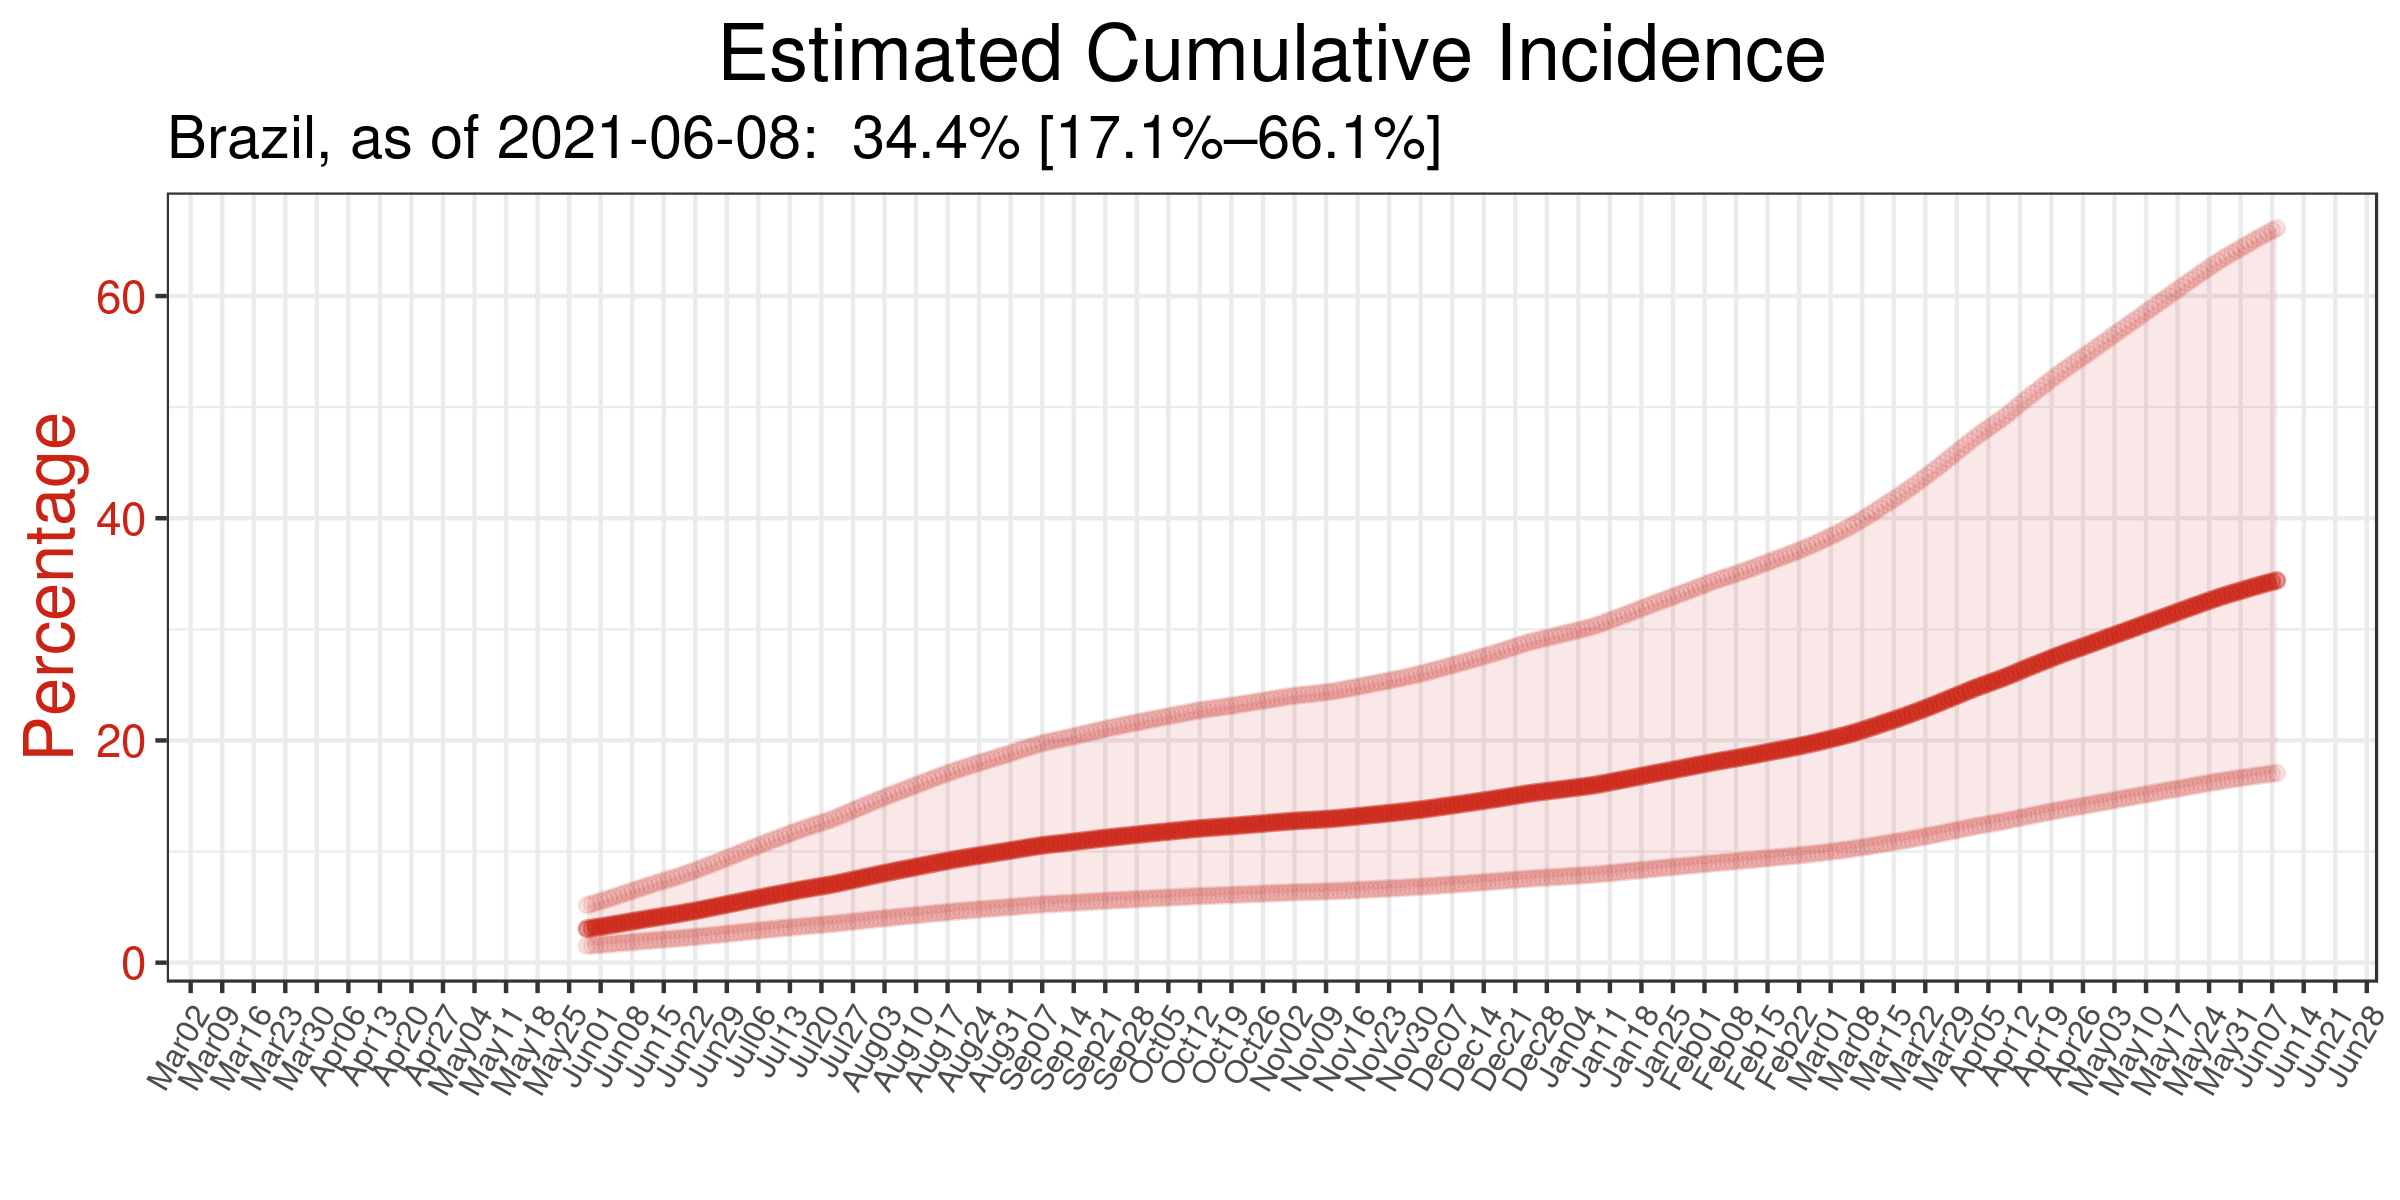 Estimated Cumulative Incidence
Brazil, as of 2021-06-08:  34.4% [17.1%–66.1%]
Percentage
60
40
20
0
Mar02
Mar09
Mar16
Mar23
Mar30
Apr06
Apr13
Apr20
Apr27
May04
May11
May18
May25
Jun01
Jun08
Jun15
Jun22
Jun29
Jul06
Jul13
Jul20
Jul27
Aug03
Aug10
Aug17
Aug24
Aug31
Sep07
Sep14
Sep21
Sep28
Oct05
Oct12
Oct19
Oct26
Nov02
Nov09
Nov16
Nov23
Nov30
Dec07
Dec14
Dec21
Dec28
Jan04
Jan11
Jan18
Jan25
Feb01
Feb08
Feb15
Feb22
Mar01
Mar08
Mar15
Mar22
Mar29
Apr05
Apr12
Apr19
Apr26
May03
May10
May17
May24
May31
Jun07
Jun14
Jun21
Jun28